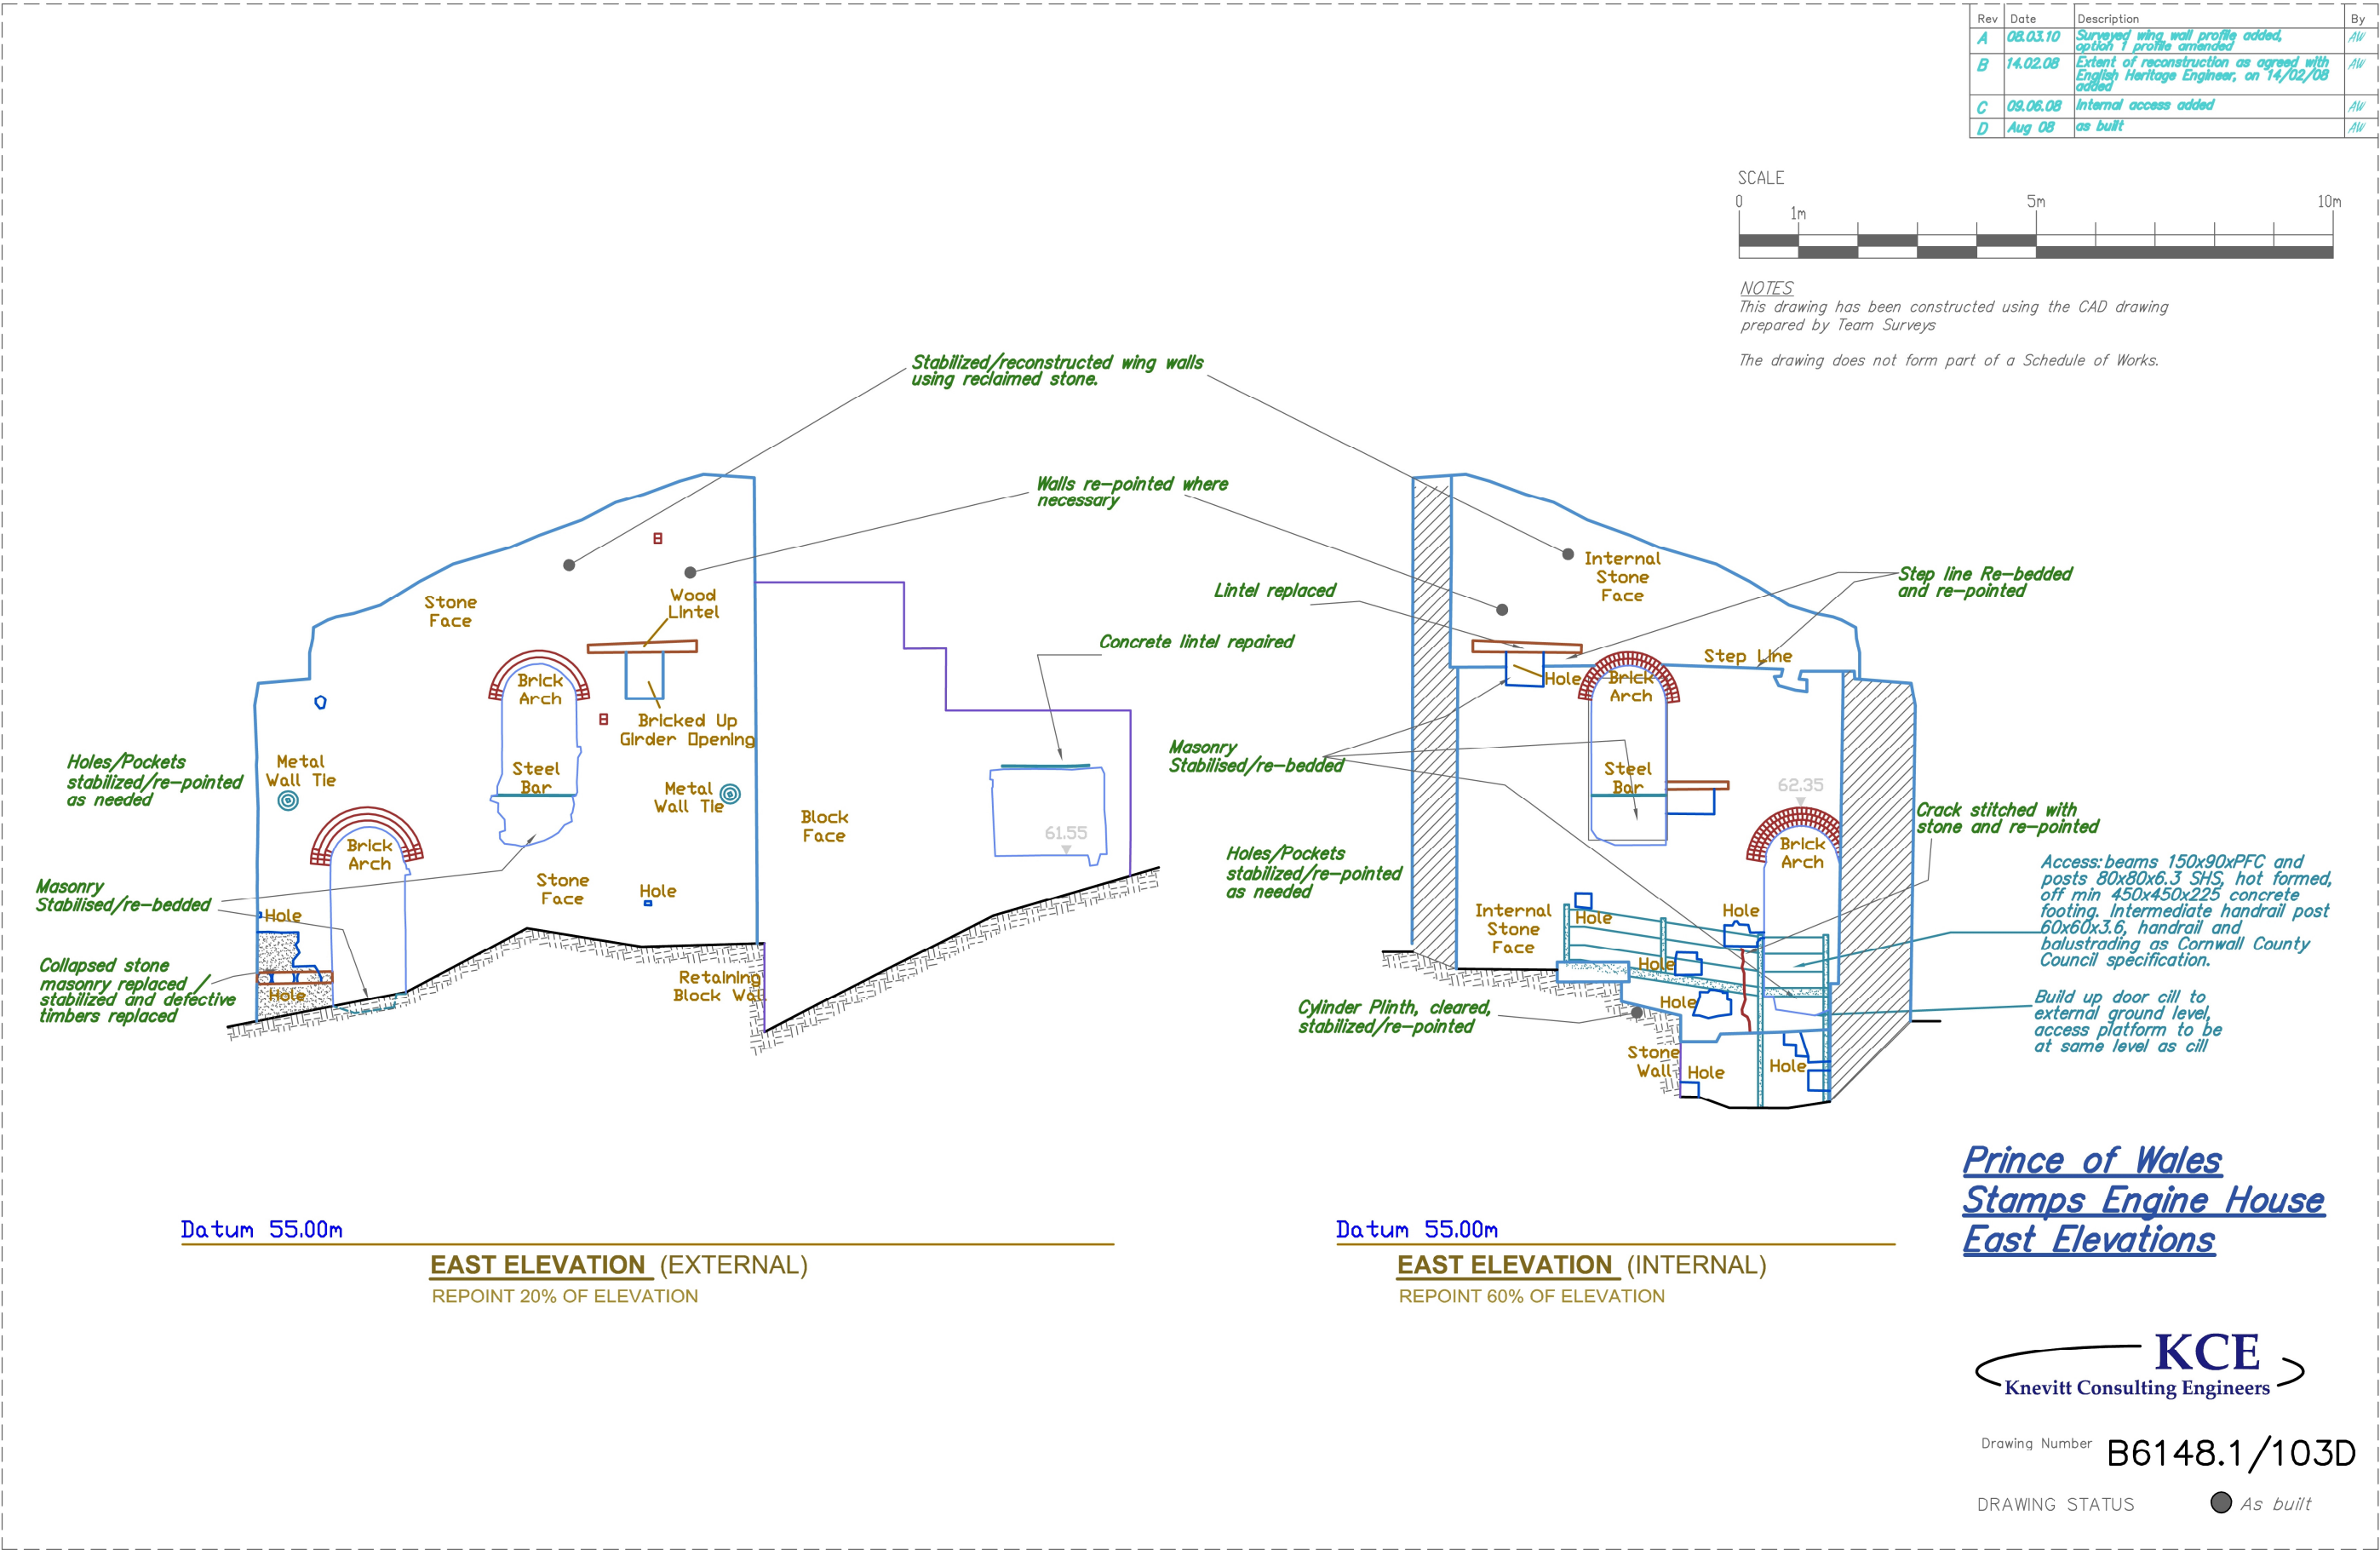 Rev Date Description By
A 08.03.10 Surveyed wing wall profile added, AW
option 1 profile amended
B 14.02.08 Extent of reconstruction as agreed with AW
English Heritage Engineer, on 14/02/08
added
C 09.06.08 Internal access added AW
D Aug 08 as built AW
SCALE
0 1m 5m 10m
NOTES
This drawing has been constructed using the CAD drawing
prepared by Team Surveys
The drawing does not form part of a Schedule of Works.
Stabilized/reconstructed wing walls
using reclaimed stone.
Walls re-pointed where
necessary
Lintel replaced
Concrete lintel repaired
Stone
Face
Wood
Lintel
Brick
Arch
Bricked Up
Girder Opening
Holes/Pockets
stabilized/re-pointed
as needed
Metal
Wall Tie
Steel
Bar
Metal
Wall Tie
Block
Face
61.55
Brick
Arch
Masonry
Stabilised/re-bedded
Stone
Face
Hole
Hole
Collapsed stone
masonry replaced /
stabilized and defective
timbers replaced
Hole
Retaining
Block Wal
Datum 55.00m
EAST ELEVATION (EXTERNAL)
REPOINT 20% OF ELEVATION
Internal
Stone
Face
Step line Re-bedded
and re-pointed
Step Line
Hole
Brick
Arch
Masonry
Stabilised/re-bedded
Steel
Bar
62.35
Brick
Arch
Crack stitched with
stone and re-pointed
Holes/Pockets
stabilized/re-pointed
as needed
Internal
Stone
Face
Hole
Hole
Hole
Hole
Access: beams 150x90xPFC and
posts 80x80x6.3 SHS, hot formed,
off min 450x450x225 concrete
footing. Intermediate handrail post
60x60x3.6, handrail and
balustrading as Cornwall County
Council specification.
Cylinder Plinth, cleared,
stabilized/re-pointed
Build up door cill to
external ground level,
access platform to be
at same level as cill
Stone
Wall
Hole
Hole
Datum 55.00m
EAST ELEVATION (INTERNAL)
REPOINT 60% OF ELEVATION
Prince of Wales
Stamps Engine House
East Elevations
KCE
Knevitt Consulting Engineers
Drawing Number B6148.1/103D
DRAWING STATUS As built